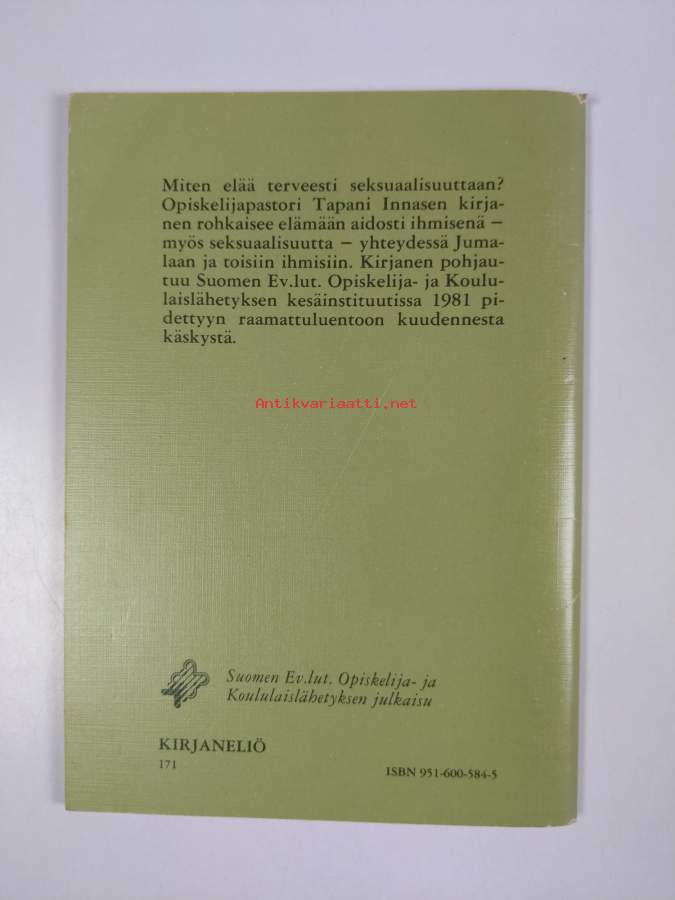 Miten elää terveesti seksuaalisuuttaan?
Opiskelijapastori Tapani Innasen kirja-
nen rohkaisee elämään aidosti ihmisenä –
myös seksuaalisuutta – yhteydessä Juma-
laan ja toisiin ihmisiin. Kirjanen pohjau-
tuu Suomen Ev.lut. Opiskelija- ja Koulu-
laislähetyksen kesäinstituutissa 1981 pi-
dettyyn raamattuluentoon kuudennesta
käskystä.
Antikvariaatti.net
Suomen Ev.lut. Opiskelija- ja
Koululaislähetyksen julkaisu
KIRJANELIÖ
171
ISBN 951-600-584-5